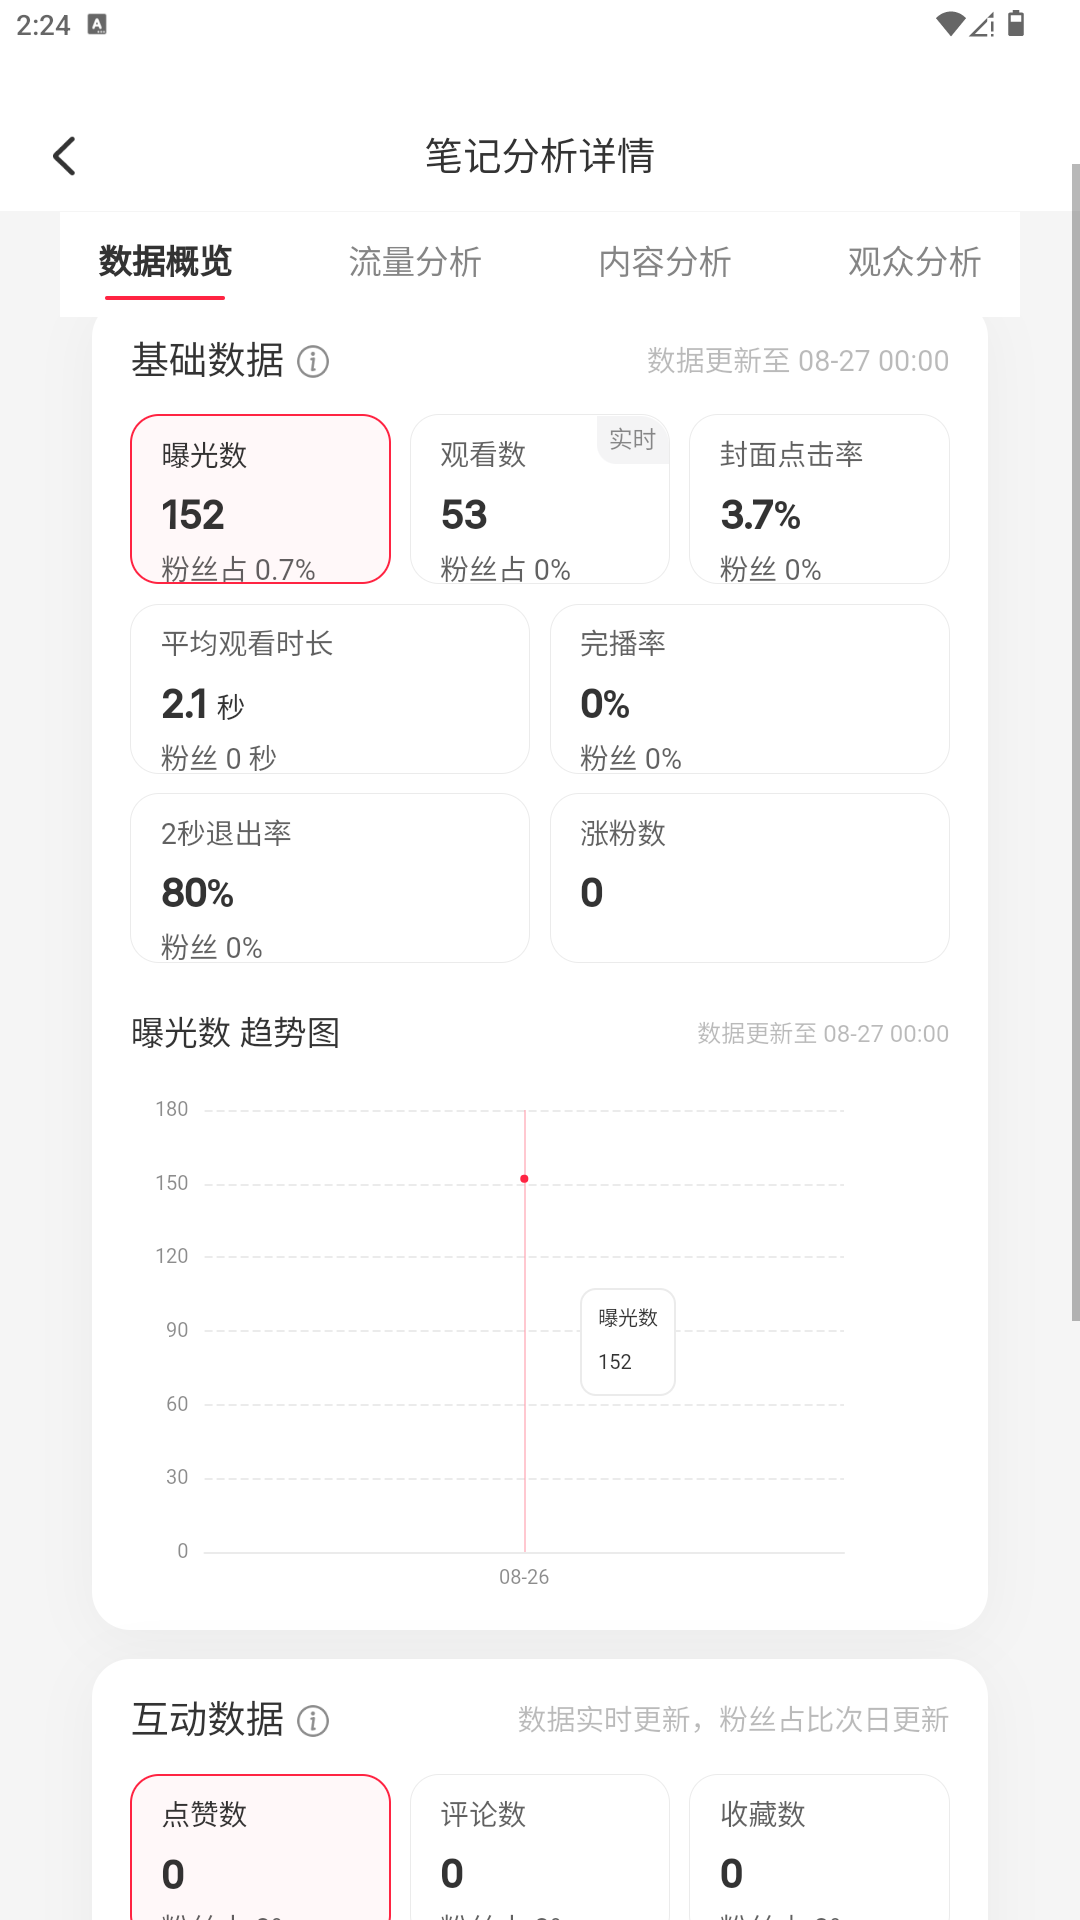 2:24
笔记分析详情
数据概览 流量分析 内容分析 观众分析
基础数据 数据更新至 08-27 00:00
曝光数 观看数 实时 封面点击率
152 53 3.7%
粉丝占 0.7% 粉丝占 0% 粉丝 0%
平均观看时长 完播率
2.1 秒 0%
粉丝 0 秒 粉丝 0%
2秒退出率 涨粉数
80% 0
粉丝 0%
曝光数 趋势图 数据更新至 08-27 00:00
180
150
120
曝光数
90
152
60
30
0
08-26
互动数据 数据实时更新，粉丝占比次日更新
点赞数 评论数 收藏数
0 0 0